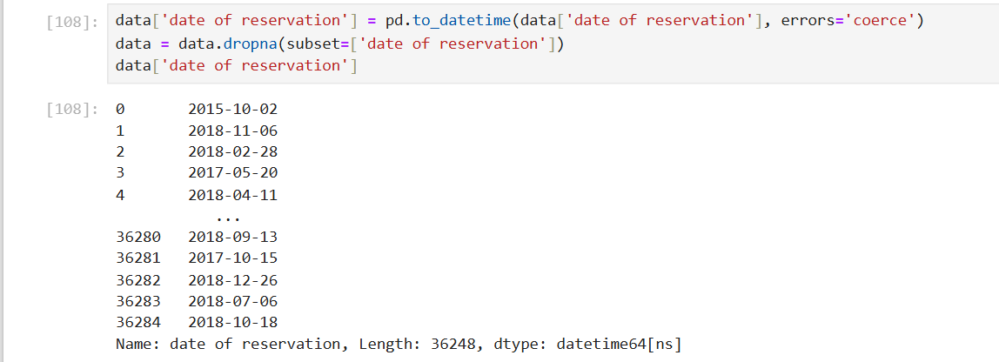 [108]: data['date of reservation'] = pd.to_datetime(data['date of reservation'], errors='coerce')
data = data.dropna(subset=['date of reservation'])
data['date of reservation']
[108]: 0 2015-10-02
1 2018-11-06
2 2018-02-28
3 2017-05-20
4 2018-04-11
...
36280 2018-09-13
36281 2017-10-15
36282 2018-12-26
36283 2018-07-06
36284 2018-10-18
Name: date of reservation, Length: 36248, dtype: datetime64[ns]